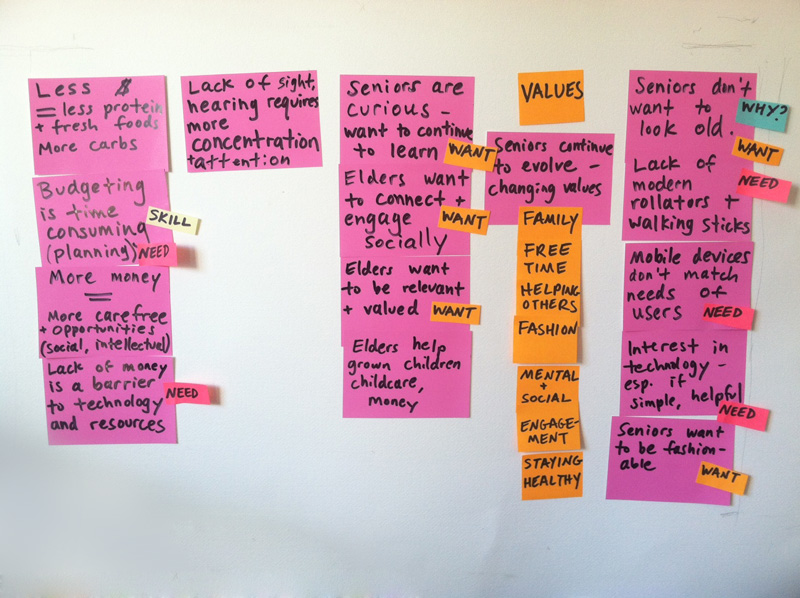 Less $
= less protein
+ fresh foods
More carbs
Budgeting
is time
consuming
(planning)
SKILL
NEED
More money
=
More carefree
+ opportunities
(social, intellectual)
Lack of money
is a barrier
to technology
and resources
NEED
Lack of sight,
hearing requires
more
concentration
+ attention
Seniors are
curious -
want to continue
to learn
WANT
Elders want
to connect +
engage
socially
WANT
Elders want
to be relevant
+ valued
WANT
Elders help
grown children
childcare,
money
VALUES
Seniors continue
to evolve -
changing values
FAMILY
FREE
TIME
HELPING
OTHERS
FASHION
MENTAL
+
SOCIAL
ENGAGE-
MENT
STAYING
HEALTHY
Seniors don't
want to
look old.
WHY?
WANT
Lack of
modern
rollators +
walking sticks
NEED
Mobile devices
don't match
needs of
users
NEED
Interest in
technology -
esp. if
simple, helpful
NEED
Seniors want
to be fashion-
able
WANT